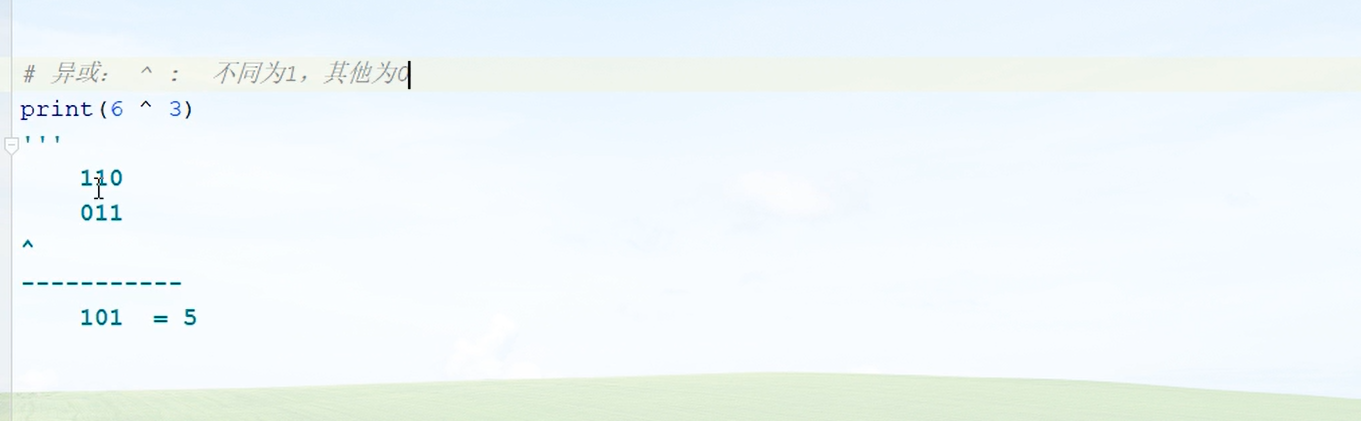 # 异或： ^ : 不同为1，其他为0
print(6 ^ 3)
'''
110
011
^
-----------
101 = 5